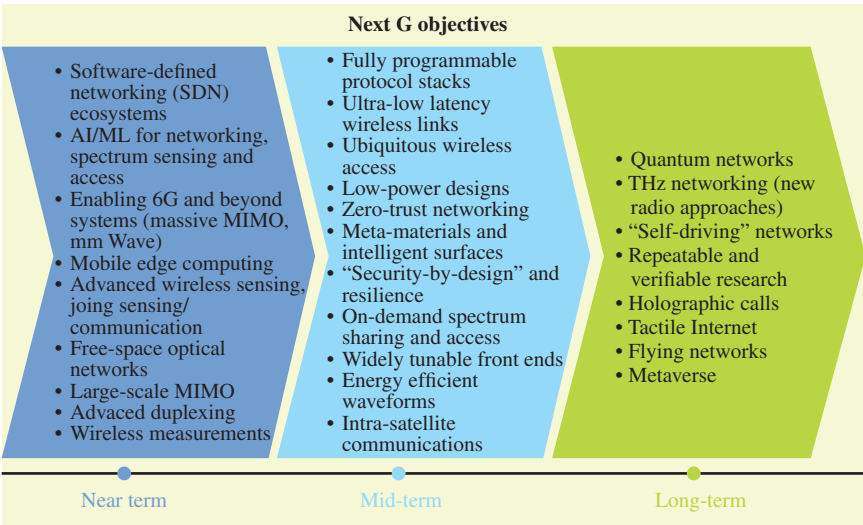 Next G objectives
• Software-defined
networking (SDN)
ecosystems
• AI/ML for networking,
spectrum sensing and
access
• Enabling 6G and beyond
systems (massive MIMO,
mm Wave)
• Mobile edge computing
• Advanced wireless sensing,
joing sensing/
communication
• Free-space optical
networks
• Large-scale MIMO
• Advaced duplexing
• Wireless measurements
• Fully programmable
protocol stacks
• Ultra-low latency
wireless links
• Ubiquitous wireless
access
• Low-power designs
• Zero-trust networking
• Meta-materials and
intelligent surfaces
• “Security-by-design” and
resilience
• On-demand spectrum
sharing and access
• Widely tunable front ends
• Energy efficient
waveforms
• Intra-satellite
communications
• Quantum networks
• THz networking (new
radio approaches)
• “Self-driving” networks
• Repeatable and
verifiable research
• Holographic calls
• Tactile Internet
• Flying networks
• Metaverse
Near term
Mid-term
Long-term